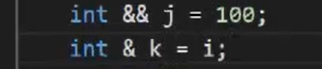 int && j = 100;
int & k = i;